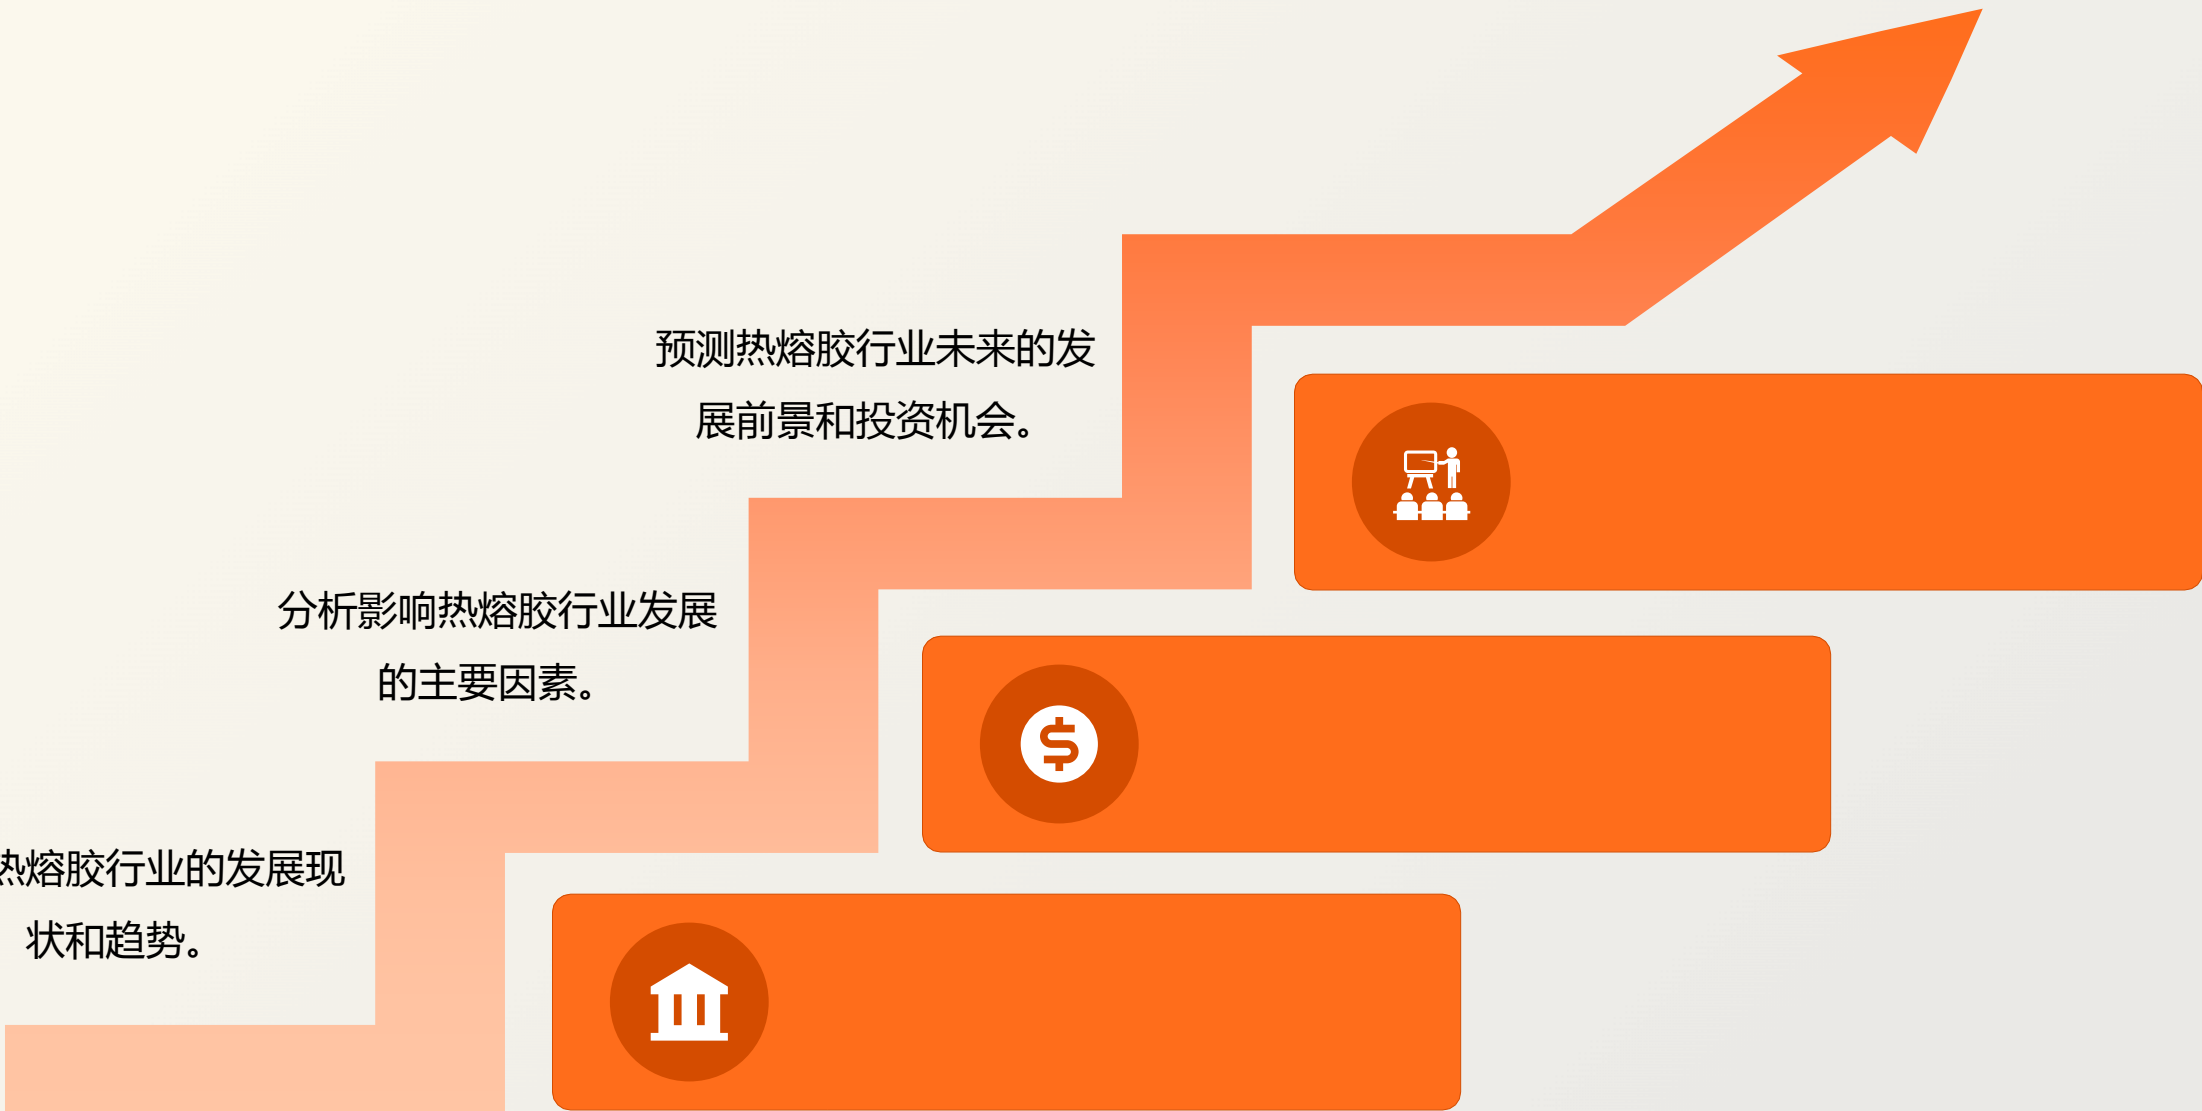 预测热熔胶行业未来的发
展前景和投资机会。
分析影响热熔胶行业发展
的主要因素。
热熔胶行业的发展现
状和趋势。